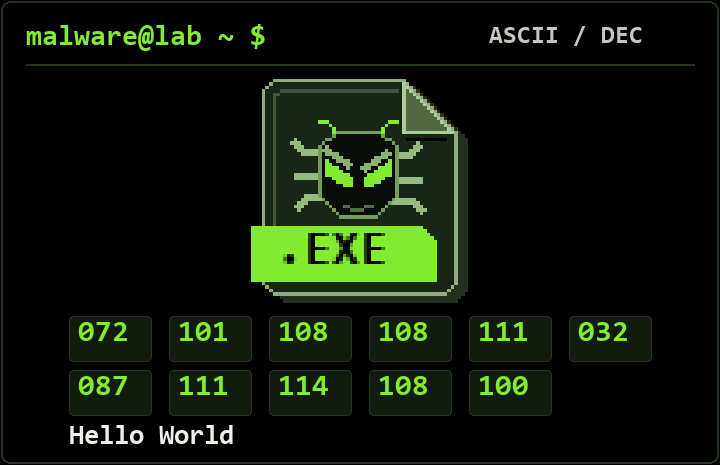 malware@lab ~ $ ASCII / DEC
.EXE
072 101 108 108 111 032
087 111 114 108 100
Hello World